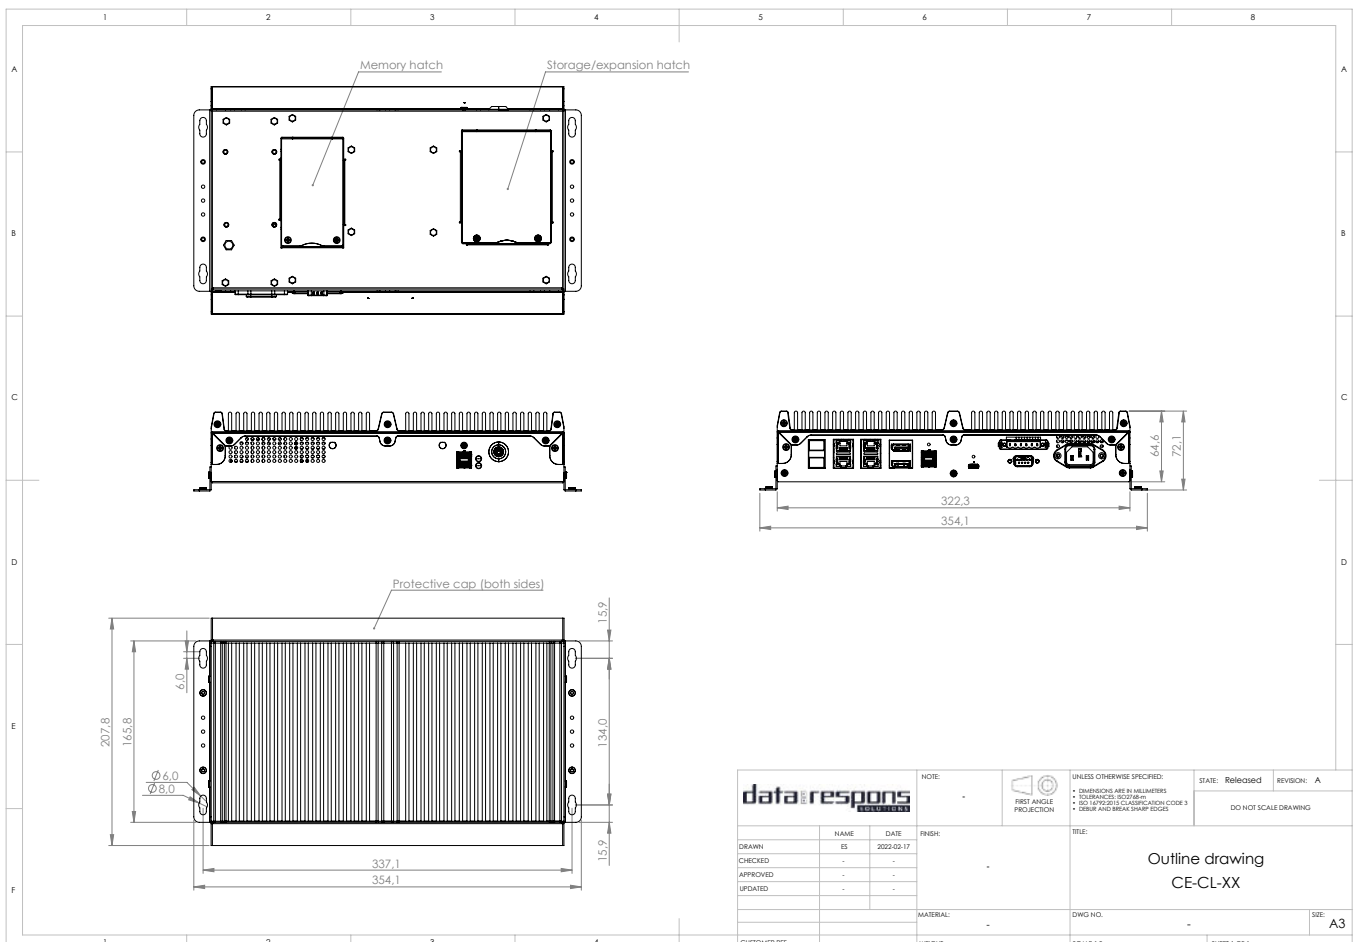 1 2 3 4 5 6 7 8
A A
Memory hatch
Storage/expansion hatch
B B
C C
64,6
72,1
322,3
354,1
D D
Protective cap (both sides)
15,9
6,0
207,8
165,8
134,0
E E
Ø6,0
Ø8,0
15,9
337,1
354,1
F
data respons
SOLUTIONS
NOTE:
-
FIRST ANGLE
PROJECTION
UNLESS OTHERWISE SPECIFIED:
• DIMENSIONS ARE IN MILLIMETERS
• TOLERANCES: ISO2768-m
• ISO 16792:2015 CLASSIFICATION CODE 3
• DEBUR AND BREAK SHARP EDGES
STATE: Released
REVISION: A
DO NOT SCALE DRAWING
NAME DATE
DRAWN ES 2022-02-17
CHECKED - -
APPROVED - -
UPDATED - -
FINISH:
-
TITLE:
Outline drawing
CE-CL-XX
MATERIAL:
-
DWG NO.
-
SIZE:
A3
1 2 3 4